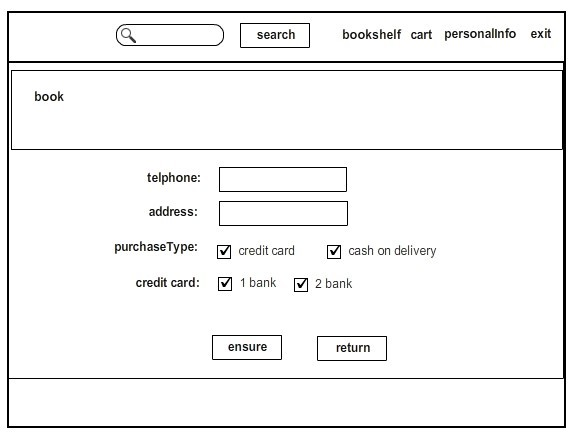 search bookshelf cart personalInfo exit
book
telphone:
address:
purchaseType: credit card cash on delivery
credit card: 1 bank 2 bank
ensure return